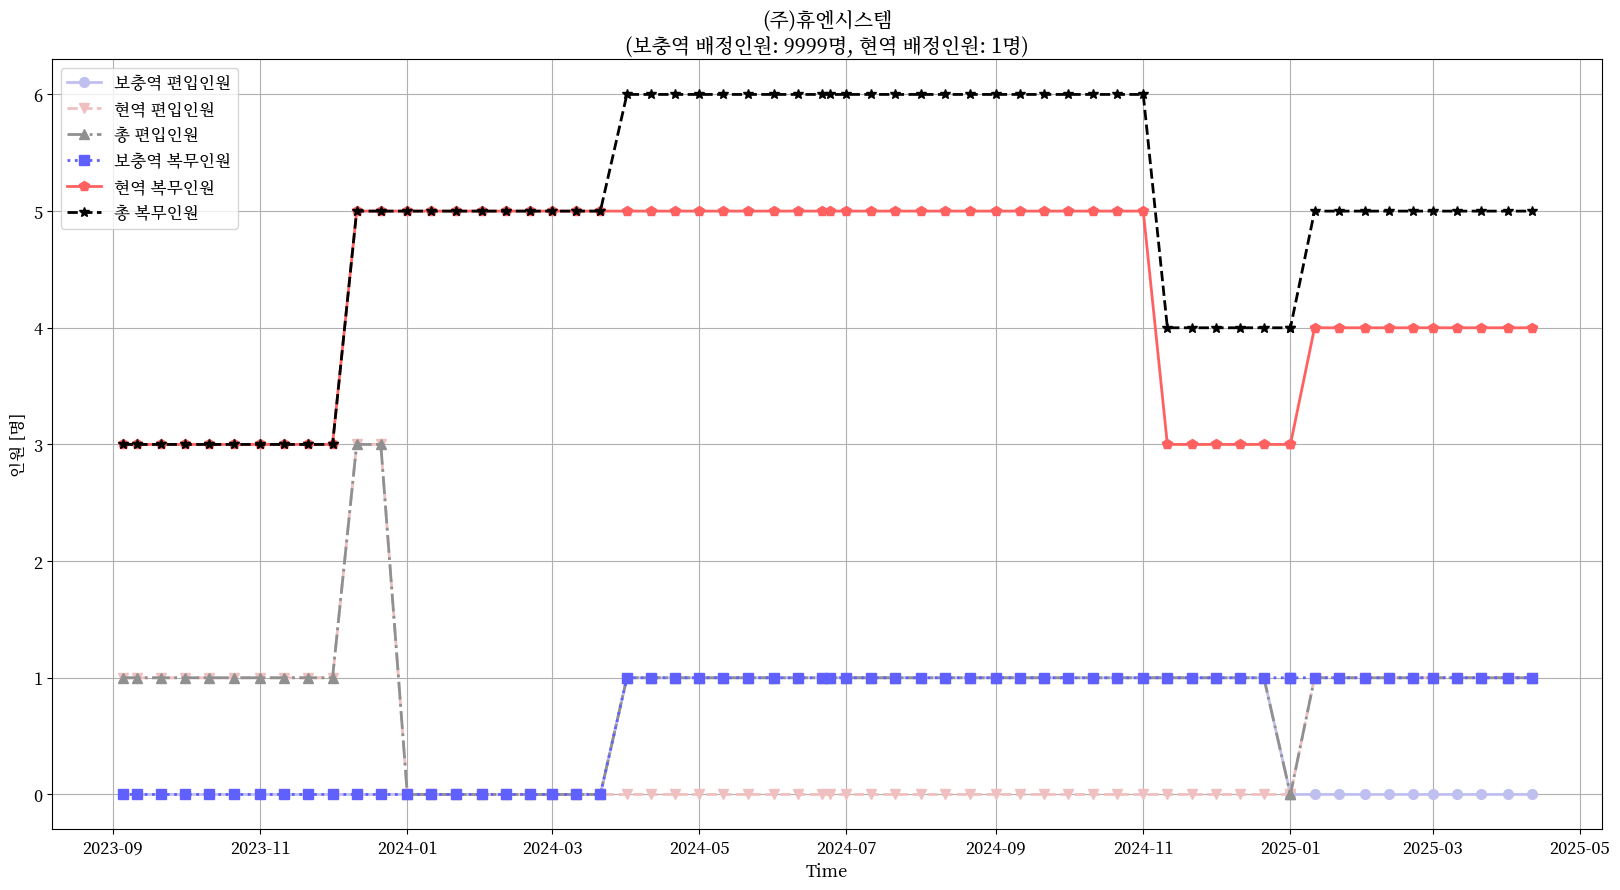 (주)휴엔시스템
(보충역 배정인원: 9999명, 현역 배정인원: 1명)
보충역 편입인원
현역 편입인원
총 편입인원
보충역 복무인원
현역 복무인원
총 복무인원
인원 [명]
6
5
4
3
2
1
0
2023-09 2023-11 2024-01 2024-03 2024-05 2024-07 2024-09 2024-11 2025-01 2025-03 2025-05
Time